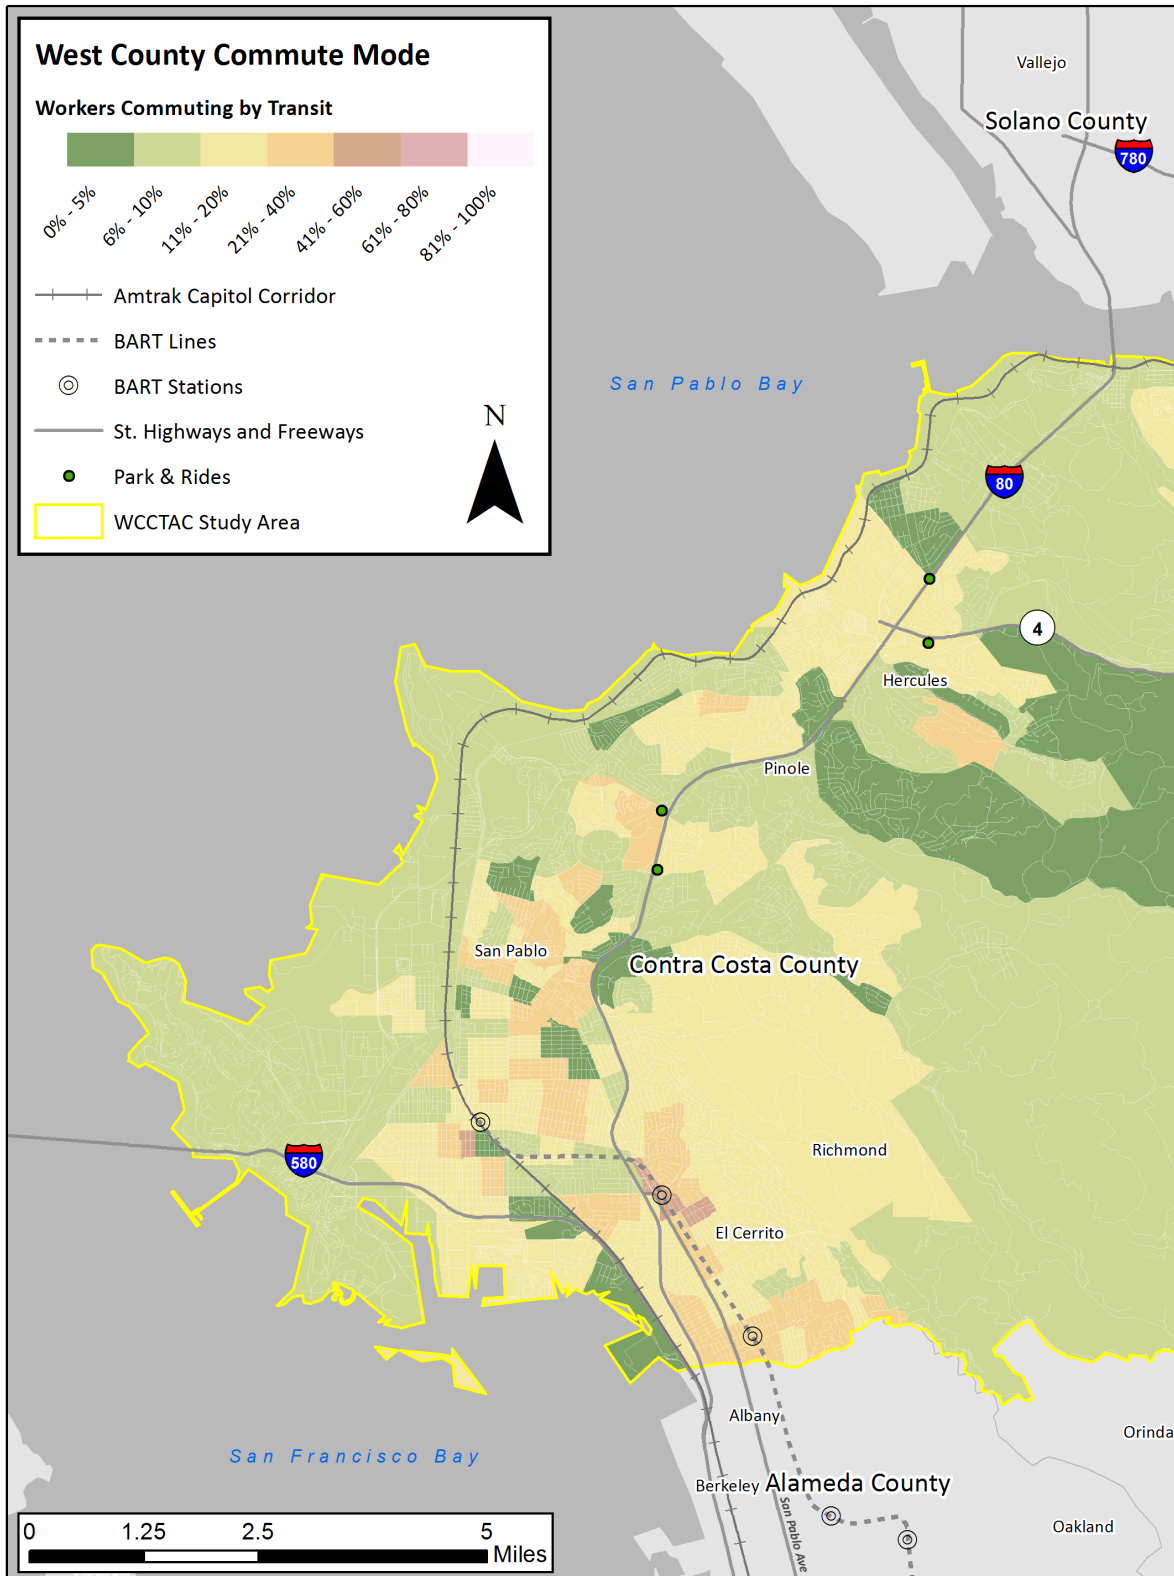 West County Commute Mode
Workers Commuting by Transit
0% - 5%
6% - 10%
11% - 20%
21% - 40%
41% - 60%
61% - 80%
81% - 100%
Amtrak Capitol Corridor
BART Lines
BART Stations
St. Highways and Freeways
Park & Rides
WCCTAC Study Area
N
Vallejo
Solano County
780
San Pablo Bay
80
4
Hercules
Pinole
San Pablo
Contra Costa County
Richmond
580
El Cerrito
Albany
Orinda
San Francisco Bay
Berkeley
Alameda County
San Pablo Ave
Oakland
0 1.25 2.5 5
Miles